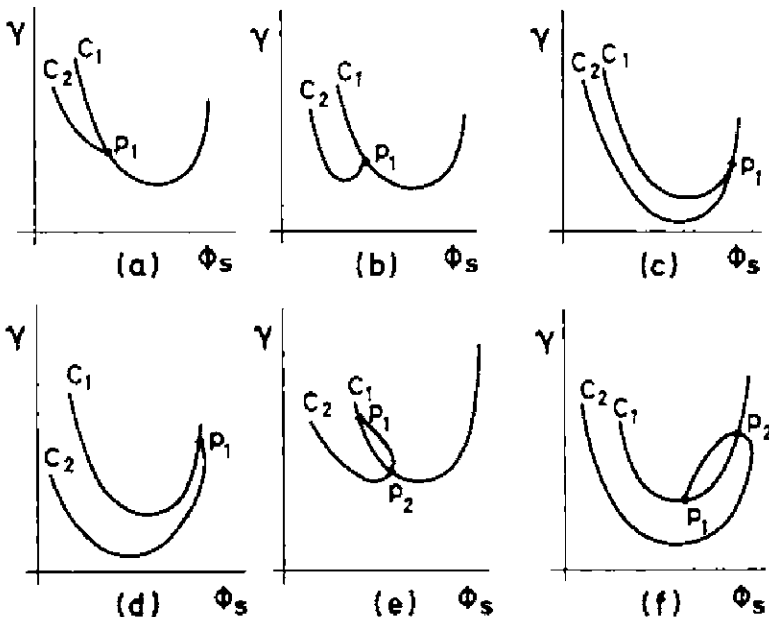 γ C₁ C₂ P₁
(a) Φₛ
C₁ C₂ P₁
(b)
γ C₂ C₁ P₁
(c) Φₛ
γ C₁ C₂ P₁
(d) Φₛ
γ C₁ C₂ P₁ P₂
(e) Φₛ
γ C₂ C₁ P₂ P₁
(f) Φₛ